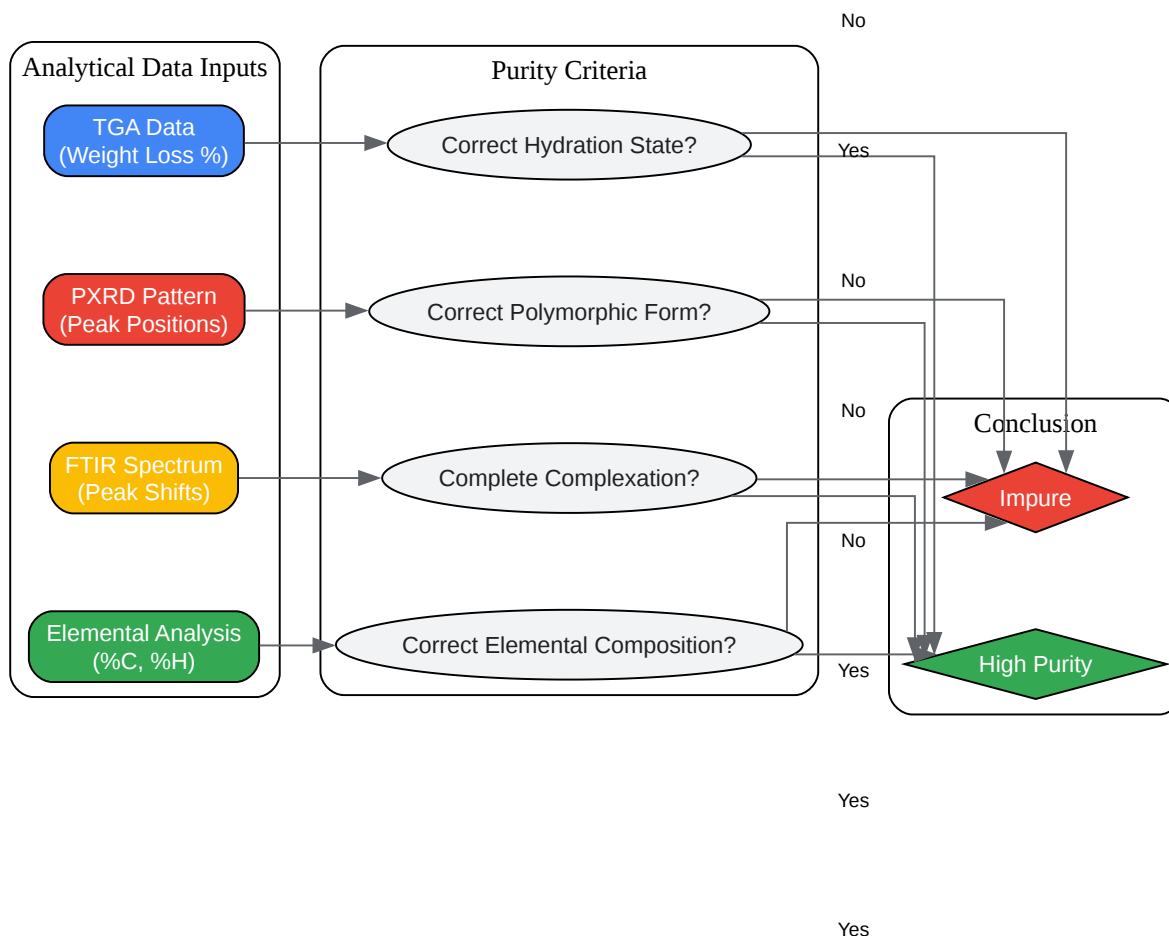 No
Analytical Data Inputs
Purity Criteria
TGA Data
(Weight Loss %)
Correct Hydration State?
Yes
PXRD Pattern
(Peak Positions)
Correct Polymorphic Form?
No
No
Conclusion
FTIR Spectrum
(Peak Shifts)
Complete Complexation?
Impure
No
Elemental Analysis
(%C, %H)
Correct Elemental Composition?
High Purity
Yes
Yes
Yes